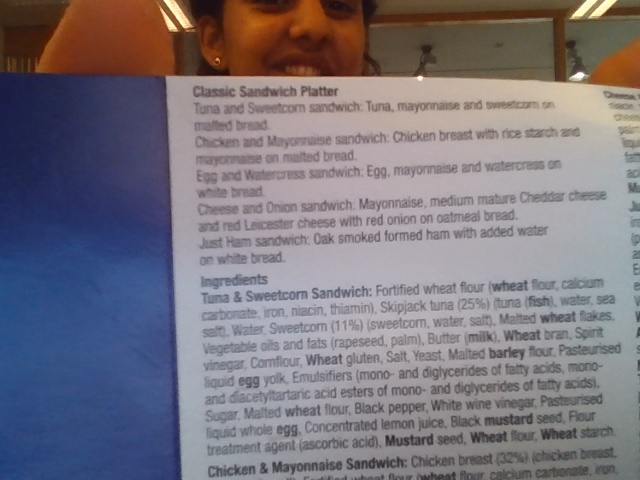 Classic Sandwich Platter
Tuna and Sweetcorn sandwich: Tuna, mayonnaise and sweetcorn on
malted bread.
Chicken and Mayonnaise sandwich: Chicken breast with rice starch and
mayonnaise on malted bread.
Egg and Watercress sandwich: Egg, mayonnaise and watercress on
white bread.
Cheese and Onion sandwich: Mayonnaise, medium mature Cheddar cheese
and red Leicester cheese with red onion on oatmeal bread.
Just Ham sandwich: Oak smoked formed ham with added water
on white bread.
Ingredients
Tuna & Sweetcorn Sandwich: Fortified wheat flour (wheat flour, calcium
carbonate, iron, niacin, thiamin), Skipjack tuna (25%) (tuna (fish), water, sea
salt), Water, Sweetcorn (11%) (sweetcorn, water, salt), Malted wheat flakes,
Vegetable oils and fats (rapeseed, palm), Butter (milk), Wheat bran, Spirit
vinegar, Cornflour, Wheat gluten, Salt, Yeast, Malted barley flour, Pasteurised
liquid egg yolk, Emulsifiers (mono- and diglycerides of fatty acids, mono-
and diacetyltartaric acid esters of mono- and diglycerides of fatty acids),
Sugar, Malted wheat flour, Black pepper, White wine vinegar, Pasteurised
liquid whole egg, Concentrated lemon juice, Black mustard seed, Flour
treatment agent (ascorbic acid), Mustard seed, Wheat flour, Wheat starch.
Chicken & Mayonnaise Sandwich: Chicken breast (32%) (chicken breast,
Fortified wheat flour (wheat flour, calcium carbonate, iron,